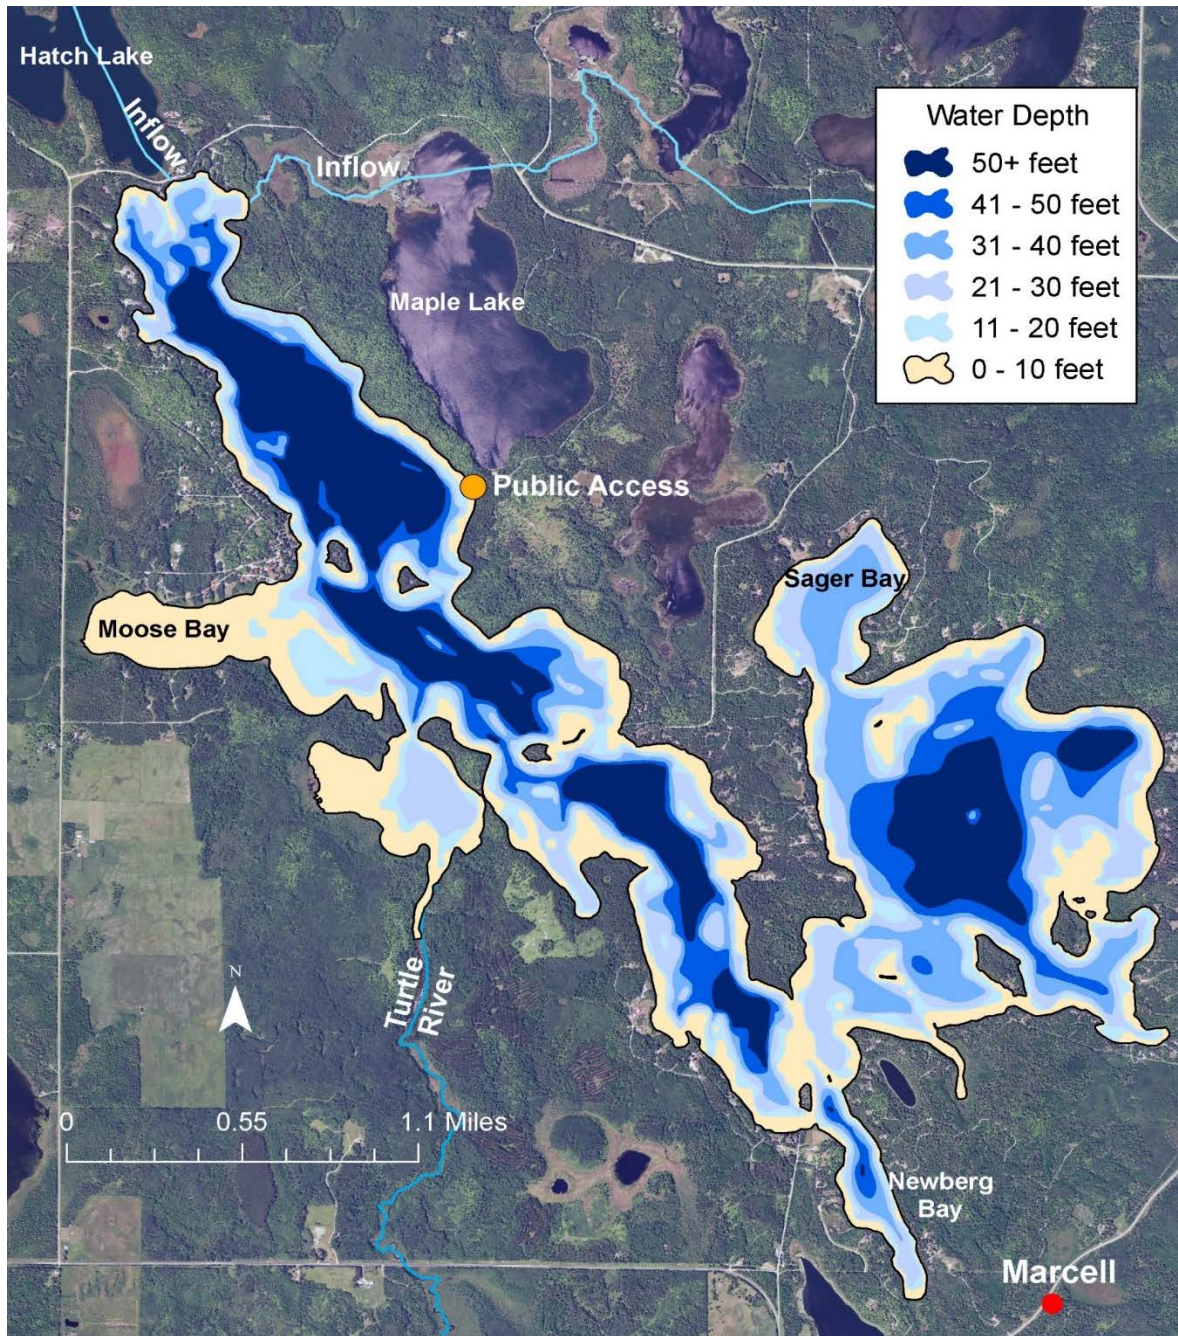 Hatch Lake
Inflow
Inflow
Water Depth
50+ feet
41 - 50 feet
31 - 40 feet
21 - 30 feet
11 - 20 feet
0 - 10 feet
Maple Lake
Public Access
Sager Bay
Moose Bay
Turtle
River
N
0 0.55 1.1 Miles
Newberg
Bay
Marcell